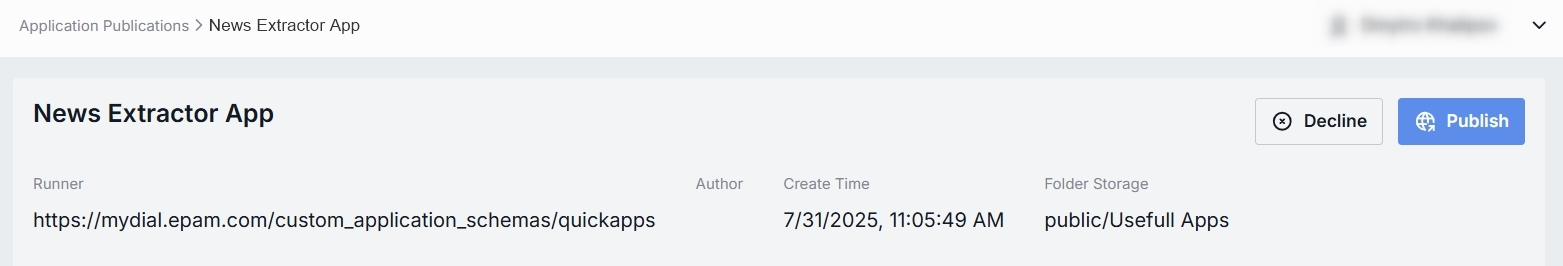 Application Publications > News Extractor App
News Extractor App
Decline
Publish
Runner Author Create Time Folder Storage
https://mydial.epam.com/custom_application_schemas/quickapps 7/31/2025, 11:05:49 AM public/Usefull Apps